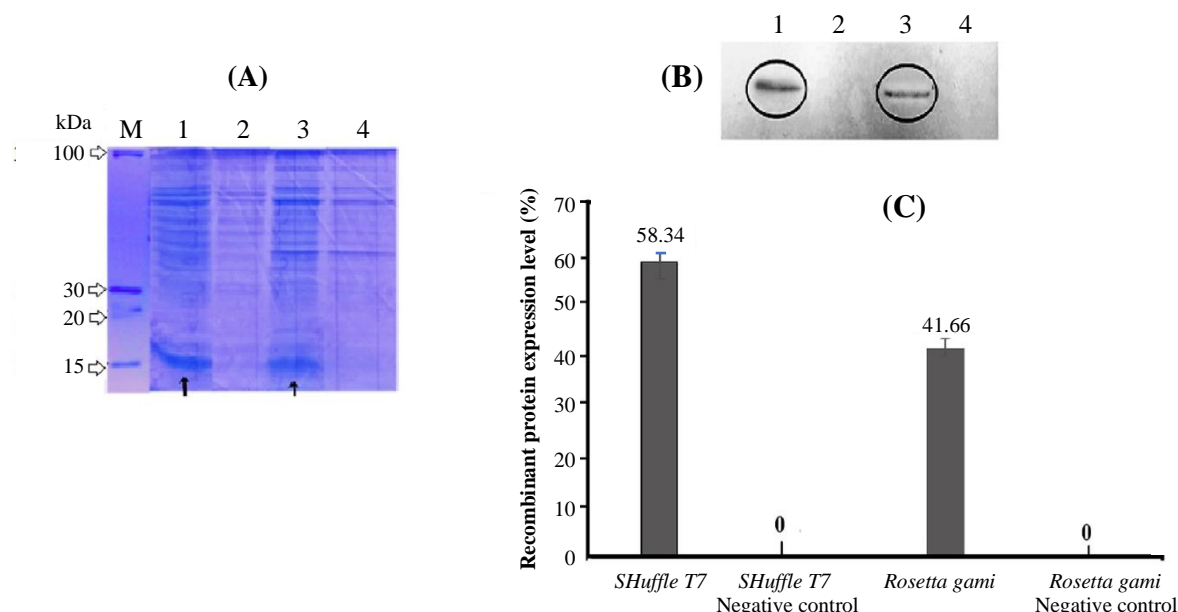 (A)
kDa M 1 2 3 4
100
30
20
15
(B)
1 2 3 4
(C)
Recombinant protein expression level (%)
70
60
50
40
30
20
10
0
58.34
0
41.66
0
SHuffle T7
SHuffle T7
Negative control
Rosetta gami
Rosetta gami
Negative control